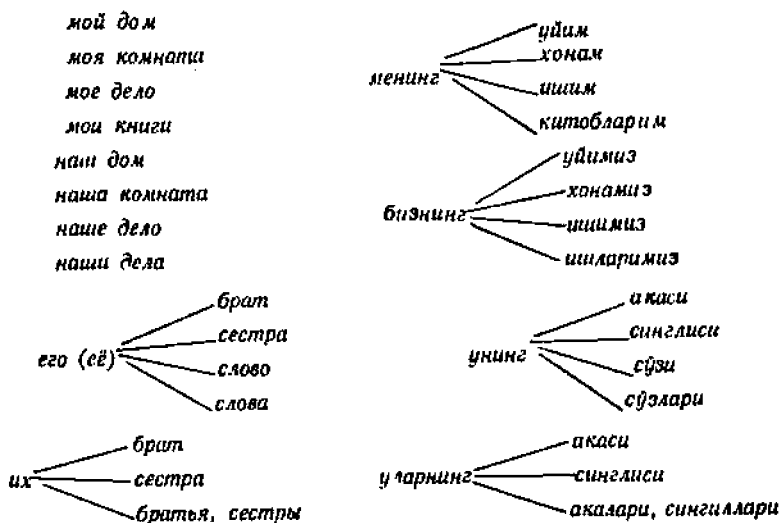 мой дом
моя комната
мое дело
мои книги
наш дом
наша комната
наше дело
наши дела
менинг
уйим
хонам
ишим
китобларим
бизнинг
уйимиз
хонамиз
ишимиз
ишларимиз
его (её)
брат
сестра
слово
слова
унинг
акаси
синглиси
сўзи
сўзлари
их
брат
сестра
братья, сестры
уларнинг
акаси
синглиси
акалари, сингиллари